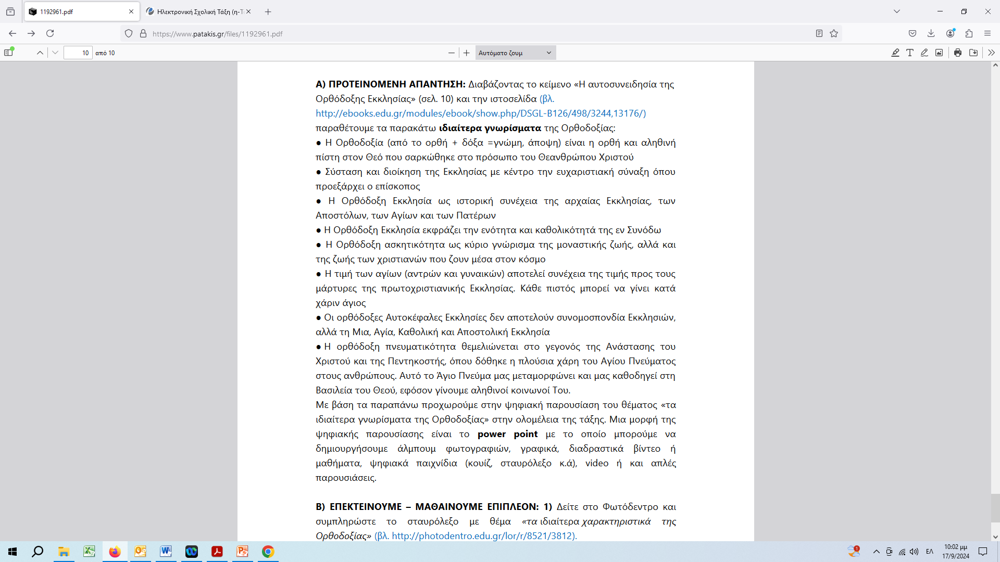 1192961.pdf
Ηλεκτρονική Σχολική Τάξη (η-Τ
https://www.patakis.gr/files/1192961.pdf
10 από 10
Αυτόματο ζουμ
Α) ΠΡΟΤΕΙΝΟΜΕΝΗ ΑΠΑΝΤΗΣΗ: Διαβάζοντας το κείμενο «Η αυτοσυνειδησία της
Ορθόδοξης Εκκλησίας» (σελ. 10) και την ιστοσελίδα (βλ.
http://ebooks.edu.gr/modules/ebook/show.php/DSGL-B126/498/3244,13176/)
παραθέτουμε τα παρακάτω ιδιαίτερα γνωρίσματα της Ορθοδοξίας:
● Η Ορθοδοξία (από το ορθή + δόξα =γνώμη, άποψη) είναι η ορθή και αληθινή
πίστη στον Θεό που σαρκώθηκε στο πρόσωπο του Θεανθρώπου Χριστού
● Σύσταση και διοίκηση της Εκκλησίας με κέντρο την ευχαριστιακή σύναξη όπου
προεξάρχει ο επίσκοπος
● Η Ορθόδοξη Εκκλησία ως ιστορική συνέχεια της αρχαίας Εκκλησίας, των
Αποστόλων, των Αγίων και των Πατέρων
● Η Ορθόδοξη Εκκλησία εκφράζει την ενότητα και καθολικότητά της εν Συνόδω
● Η Ορθόδοξη ασκητικότητα ως κύριο γνώρισμα της μοναστικής ζωής, αλλά και
της ζωής των χριστιανών που ζουν μέσα στον κόσμο
● Η τιμή των αγίων (αντρών και γυναικών) αποτελεί συνέχεια της τιμής προς τους
μάρτυρες της πρωτοχριστιανικής Εκκλησίας. Κάθε πιστός μπορεί να γίνει κατά
χάριν άγιος
● Οι ορθόδοξες Αυτοκέφαλες Εκκλησίες δεν αποτελούν συνομοσπονδία Εκκλησιών,
αλλά τη Μια, Αγία, Καθολική και Αποστολική Εκκλησία
● Η ορθόδοξη πνευματικότητα θεμελιώνεται στο γεγονός της Ανάστασης του
Χριστού και της Πεντηκοστής, όπου δόθηκε η πλούσια χάρη του Αγίου Πνεύματος
στους ανθρώπους. Αυτό το Άγιο Πνεύμα μας μεταμορφώνει και μας καθοδηγεί στη
Βασιλεία του Θεού, εφόσον γίνουμε αληθινοί κοινωνοί Του.
Με βάση τα παραπάνω προχωρούμε στην ψηφιακή παρουσίαση του θέματος «τα
ιδιαίτερα γνωρίσματα της Ορθοδοξίας» στην ολομέλεια της τάξης. Μια μορφή της
ψηφιακής παρουσίασης είναι το power point με το οποίο μπορούμε να
δημιουργήσουμε άλμπουμ φωτογραφιών, γραφικά, διαδραστικά βίντεο ή
μαθήματα, ψηφιακά παιχνίδια (κουίζ, σταυρόλεξο κ.ά), video ή και απλές
παρουσιάσεις.
Β) ΕΠΕΚΤΕΙΝΟΥΜΕ – ΜΑΘΑΙΝΟΥΜΕ ΕΠΙΠΛΕΟΝ: 1) Δείτε στο Φωτόδεντρο και
συμπληρώστε το σταυρόλεξο με θέμα «τα ιδιαίτερα χαρακτηριστικά της
Ορθοδοξίας» (βλ. http://photodentro.edu.gr/lor/r/8521/3812).
1
ΕΛ
10:02 μμ
17/9/2024